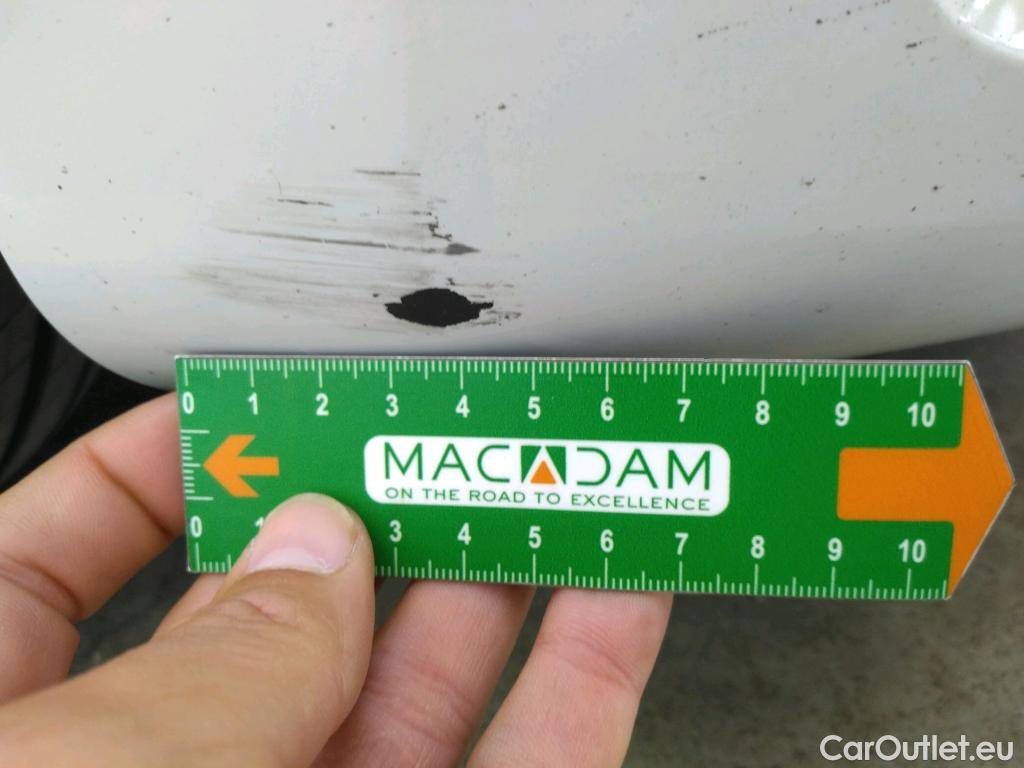 0 1 2 3 4 5 6 7 8 9 10
MACADAM
ON THE ROAD TO EXCELLENCE
0 1 3 4 5 6 7 8 9 10
CarOutlet.eu